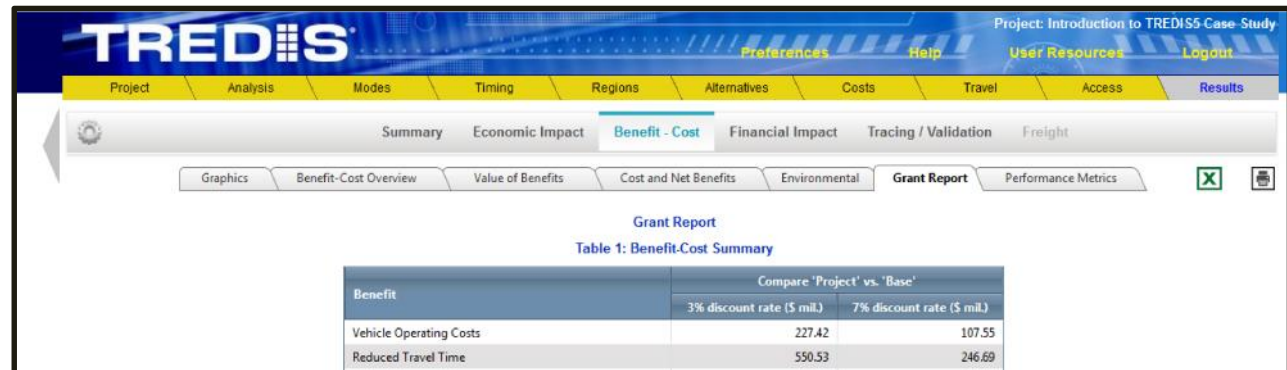 Project: Introduction to TREDIS5 Case Study
TREDIS
Preferences Help User Resources Logout
Project Analysis Modes Timing Regions Alternatives Costs Travel Access Results
Summary Economic Impact Benefit - Cost Financial Impact Tracing / Validation Freight
Graphics Benefit-Cost Overview Value of Benefits Cost and Net Benefits Environmental Grant Report Performance Metrics
Grant Report
Table 1: Benefit-Cost Summary
Benefit Compare 'Project' vs. 'Base'
3% discount rate ($ mil.) 7% discount rate ($ mil.)
Vehicle Operating Costs 227.42 107.55
Reduced Travel Time 550.53 246.69